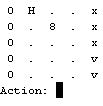 0 H . . x
0 . 8 . x
0 . . . x
0 . . . v
0 . . . v
Action: